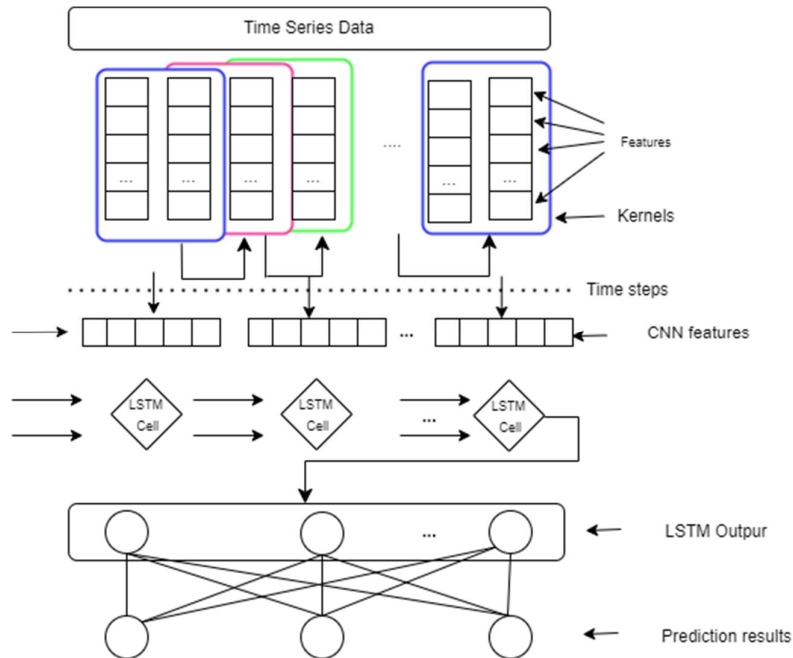 Time Series Data
... ... ... ... ... ...
....
Features
Kernels
Time steps
...
CNN features
LSTM
Cell
LSTM
Cell
...
LSTM
Cell
...
LSTM Outpur
Prediction results